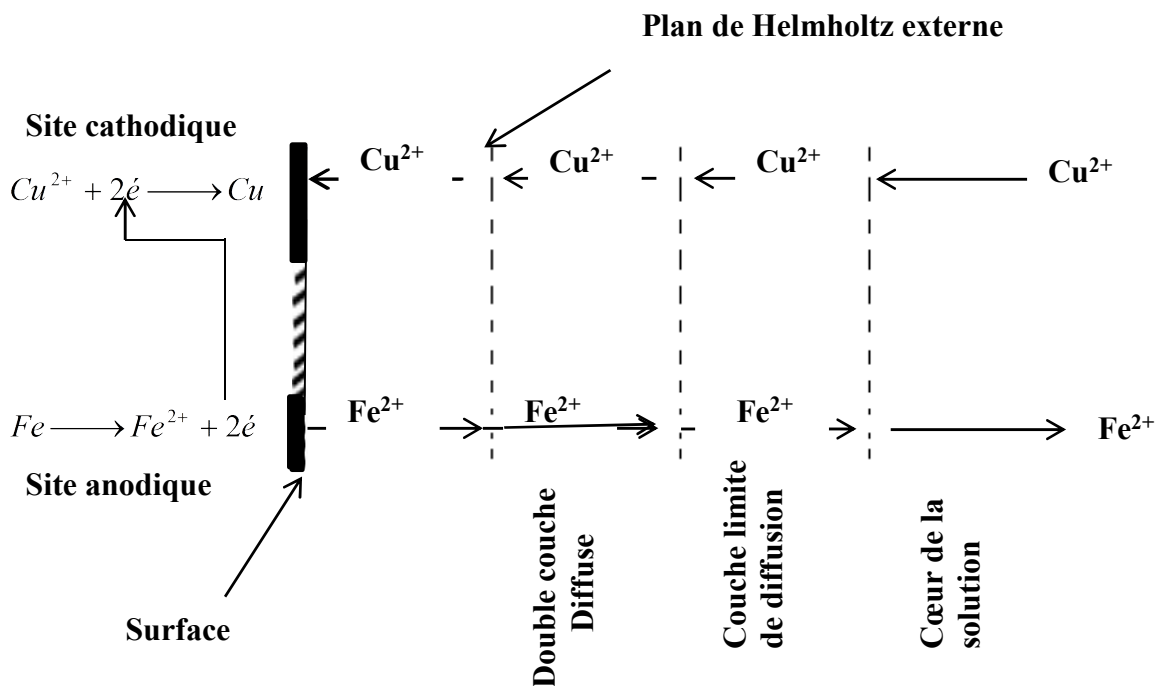 Plan de Helmholtz externe
Site cathodique
Cu²⁺ + 2é ⟶ Cu
Cu²⁺
Cu²⁺
Cu²⁺
Cu²⁺
Fe ⟶ Fe²⁺ + 2é
Fe²⁺
Fe²⁺
Fe²⁺
Fe²⁺
Site anodique
Surface
Double couche
Diffuse
Couche limite
de diffusion
Cœur de la
solution